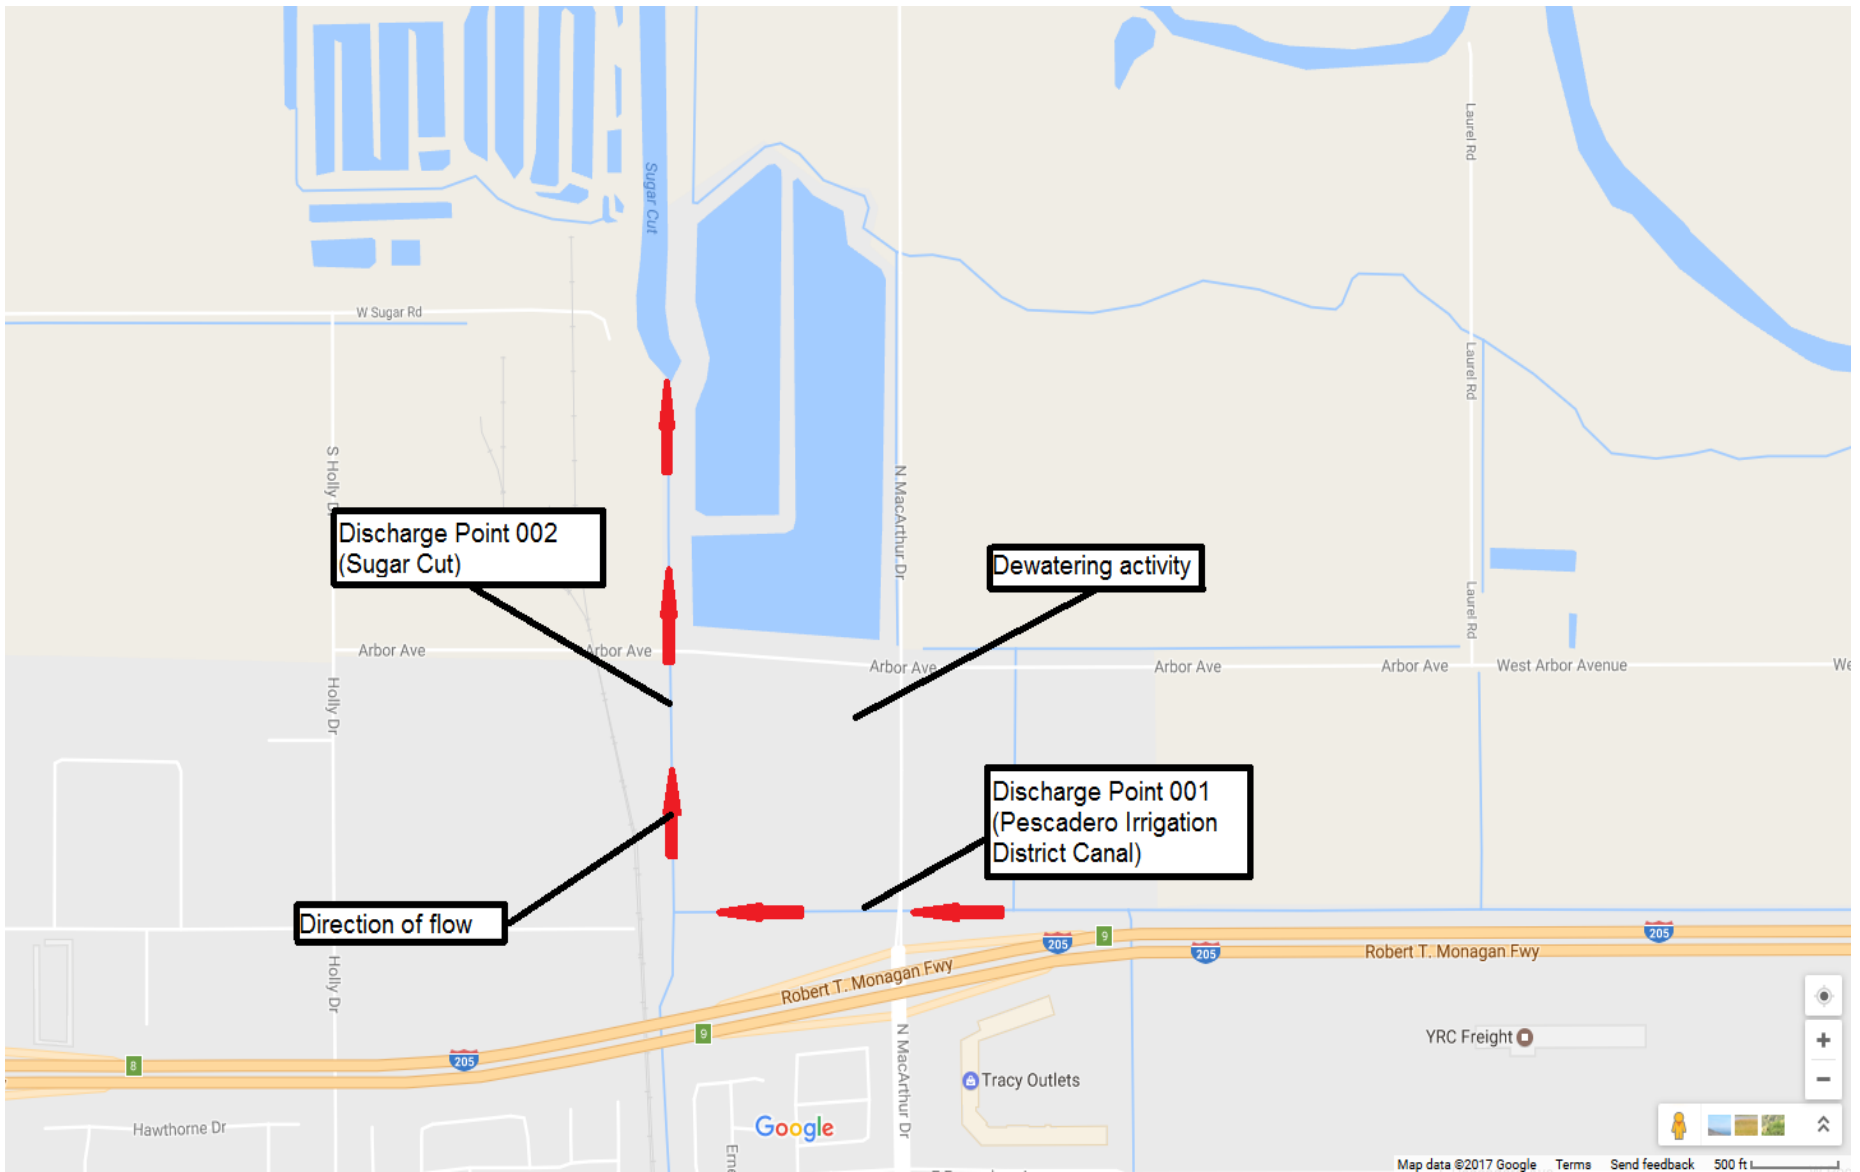 Laurel Rd
Sugar Cut
W Sugar Rd
Laurel Rd
S Holly Dr
N MacArthur Dr
Discharge Point 002
(Sugar Cut)
Dewatering activity
Laurel Rd
Arbor Ave
Arbor Ave
Arbor Ave
Arbor Ave
Arbor Ave
West Arbor Avenue
We
Holly Dr
Discharge Point 001
(Pescadero Irrigation
District Canal)
Direction of flow
205
9
205
205
Robert T. Monagan Fwy
Robert T. Monagan Fwy
Holly Dr
9
8
205
N MacArthur Dr
YRC Freight
Tracy Outlets
Hawthorne Dr
Google
Erne
Map data ©2017 Google Terms Send feedback 500 ft